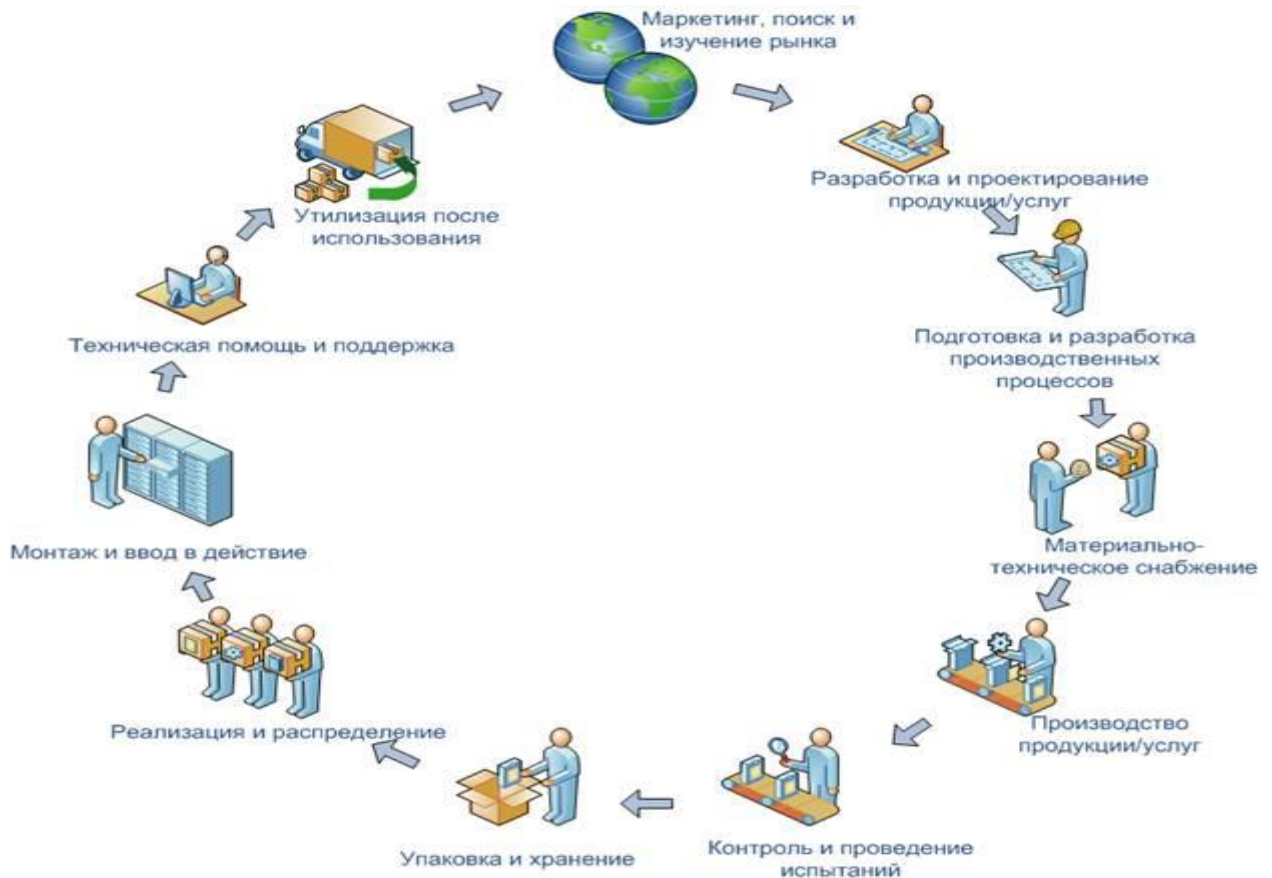 Маркетинг, поиск и
изучение рынка
Разработка и проектирование
продукции/услуг
Подготовка и разработка
производственных
процессов
Материально-
техническое снабжение
Производство
продукции/услуг
Контроль и проведение
испытаний
Упаковка и хранение
Реализация и распределение
Монтаж и ввод в действие
Техническая помощь и поддержка
Утилизация после
использования